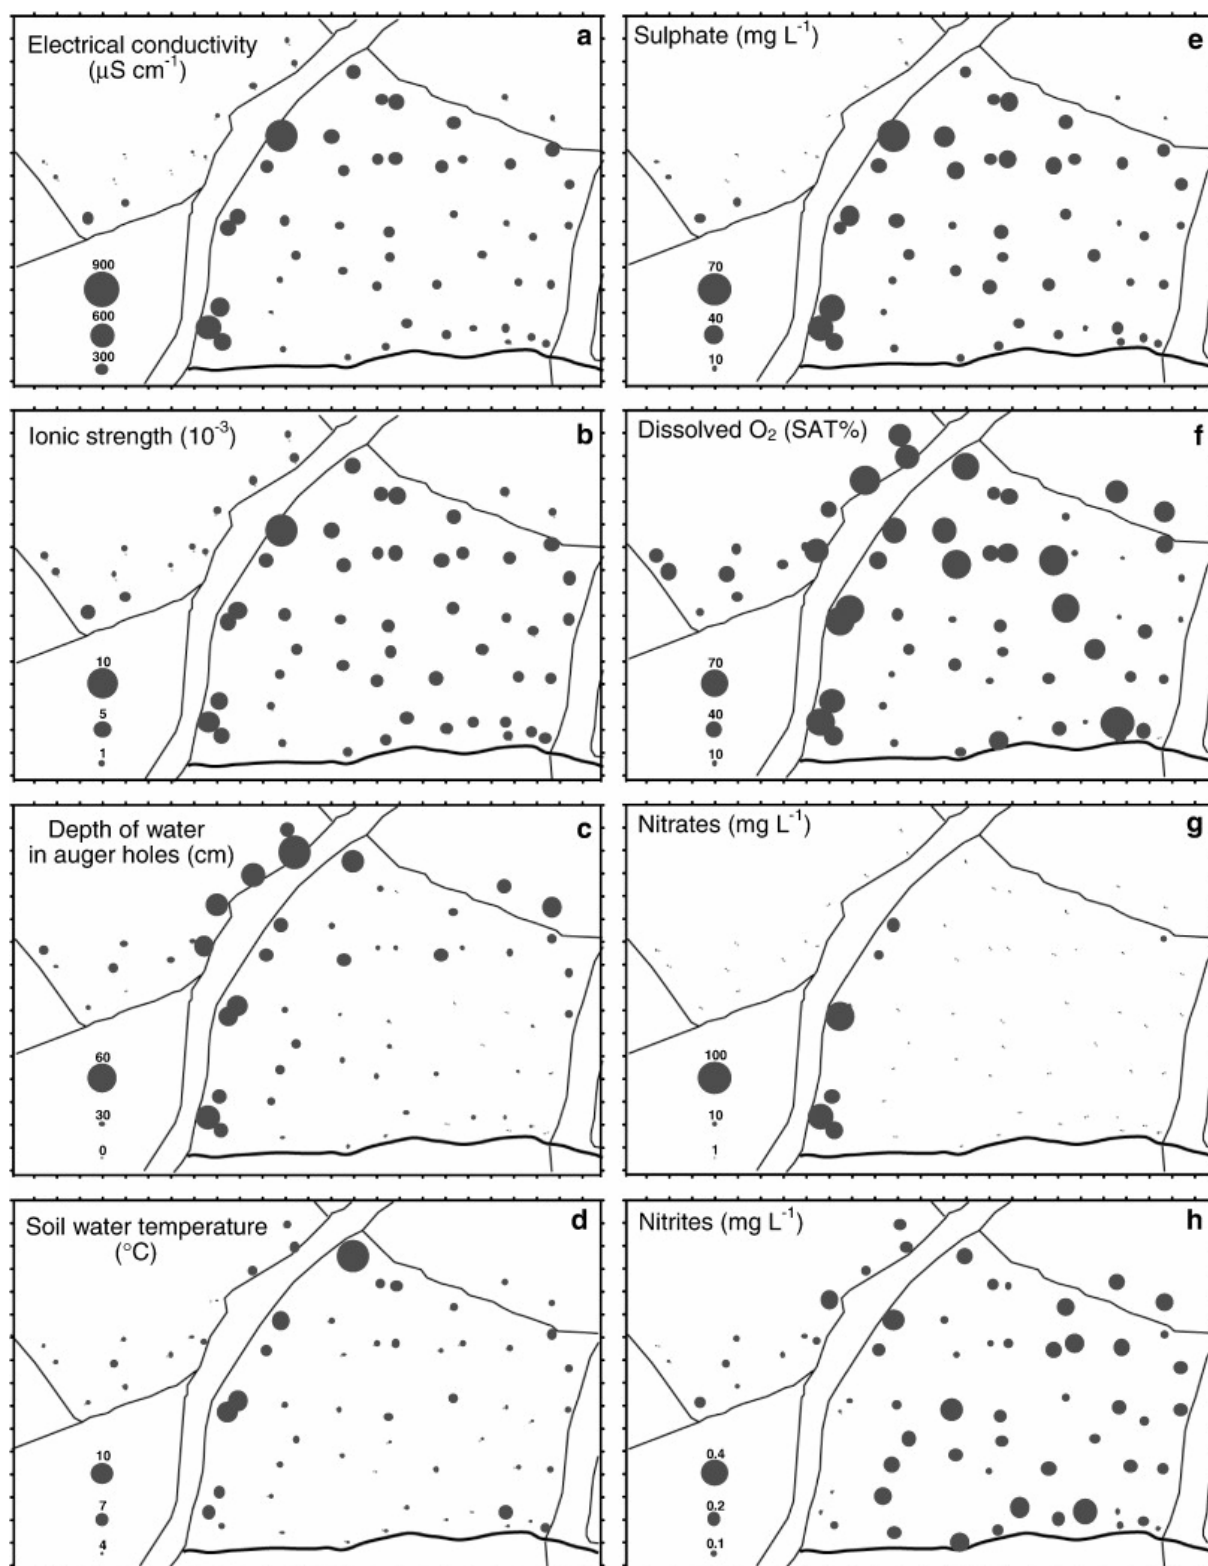 Electrical conductivity
(μS cm⁻¹)
a
900
600
300
Ionic strength (10⁻³)
b
10
5
1
Depth of water
in auger holes (cm)
c
60
30
0
Soil water temperature
(°C)
d
10
7
4
Sulphate (mg L⁻¹)
e
70
40
10
Dissolved O₂ (SAT%)
f
70
40
10
Nitrates (mg L⁻¹)
g
100
10
1
Nitrites (mg L⁻¹)
h
0.4
0.2
0.1